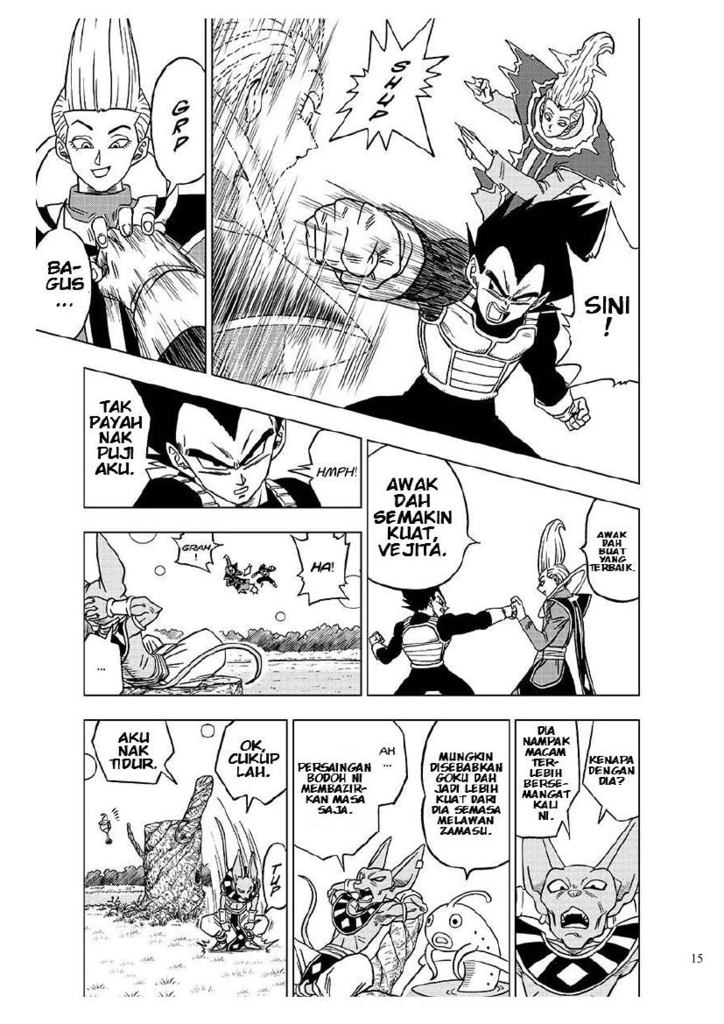 SINI
!
SHUP
GRP
BA-
GUS
...
AWAK
DAH
BUAT
YANG
TERBAIK.
AWAK
DAH
SEMAKIN
KUAT,
VEJITA.
HMPH!
TAK
PAYAH
NAK
PUJI
AKU.
HA!
GRAH
!
...
KENAPA
DENGAN
DIA?
DIA
NAMPAK
MACAM
TER-
LEBIH
BERSE-
MANGAT
KALI
NI.
MUNGKIN
DISEBABKAN
GOKU DAH
JADI LEBIH
KUAT DARI
DIA SEMASA
MELAWAN
ZAMASU.
AH
...
PERSAINGAN
BODOH NI
MEMBAZIR-
KAN MASA
SAJA.
OK,
CUKUP
LAH.
TUP
AKU
NAK
TIDUR.
15